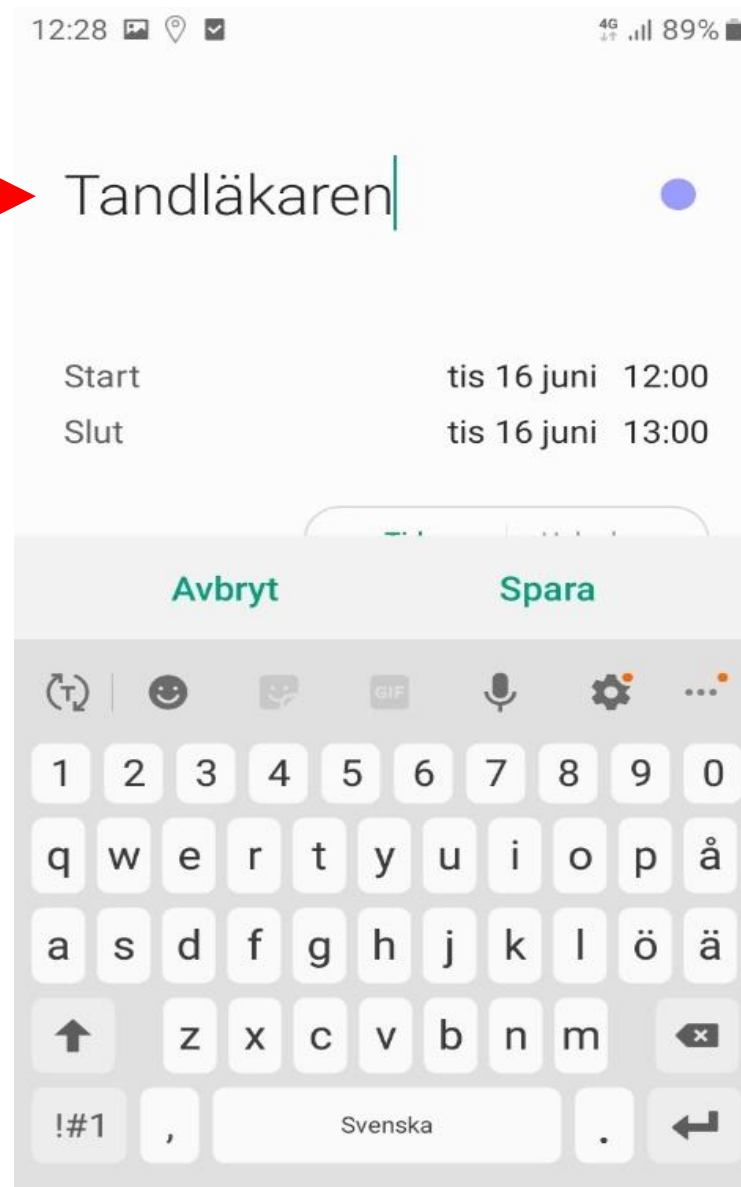 12:28 4G 89%
Tandläkaren
Start tis 16 juni 12:00
Slut tis 16 juni 13:00
Avbryt Spara
GIF
1 2 3 4 5 6 7 8 9 0
q w e r t y u i o p å
a s d f g h j k l ö ä
z x c v b n m
!#1 , Svenska .